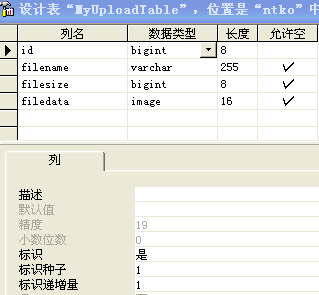 设计表“MyUploadTable”，位置是“ntko”中
列名 数据类型 长度 允许空
id bigint 8
filename varchar 255
filesize bigint 8
filedata image 16
列
描述
默认值
精度 19
小数位数 0
标识 是
标识种子 1
标识递增量 1